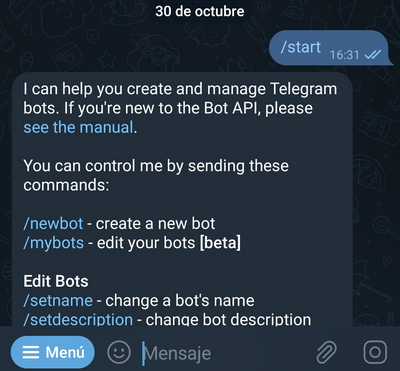 30 de octubre
/start 16:31
I can help you create and manage Telegram
bots. If you're new to the Bot API, please
see the manual.
You can control me by sending these
commands:
/newbot - create a new bot
/mybots - edit your bots [beta]
Edit Bots
/setname - change a bot's name
/setdescription - change bot description
Menú
Mensaje